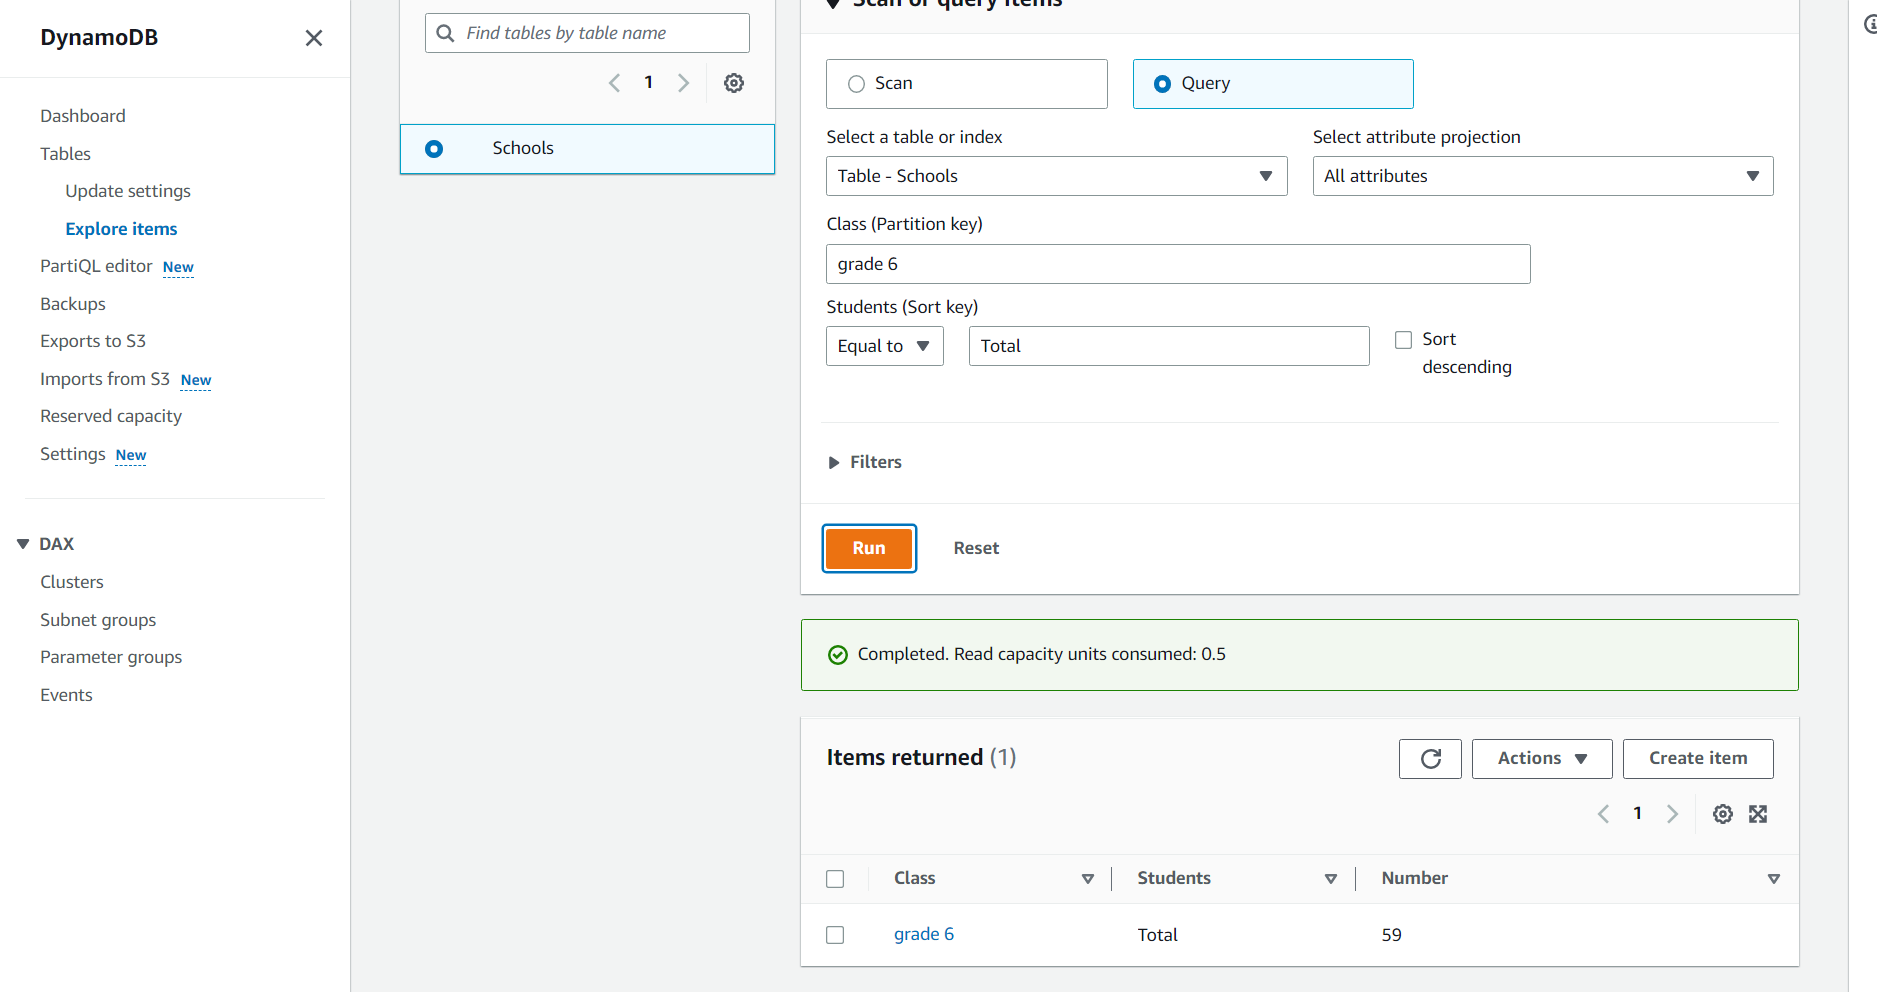 DynamoDB
Dashboard
Tables
Update settings
Explore items
PartiQL editor New
Backups
Exports to S3
Imports from S3 New
Reserved capacity
Settings New
DAX
Clusters
Subnet groups
Parameter groups
Events
Find tables by table name
1
Schools
Scan or query items
Scan
Query
Select a table or index
Select attribute projection
Table - Schools
All attributes
Class (Partition key)
grade 6
Students (Sort key)
Equal to
Total
Sort
descending
Filters
Run
Reset
Completed. Read capacity units consumed: 0.5
Items returned (1)
Actions
Create item
1
Class Students Number
grade 6 Total 59